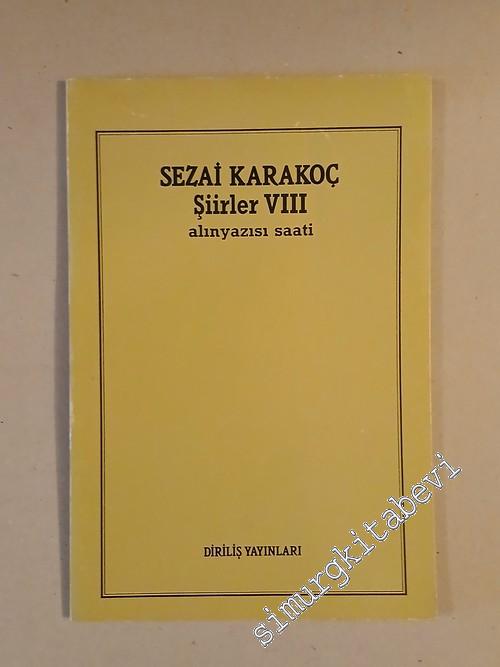 SEZAİ KARAKOÇ
Şiirler VIII
alınyazısı saati
DİRİLİŞ YAYINLARI
simurgkitabevi